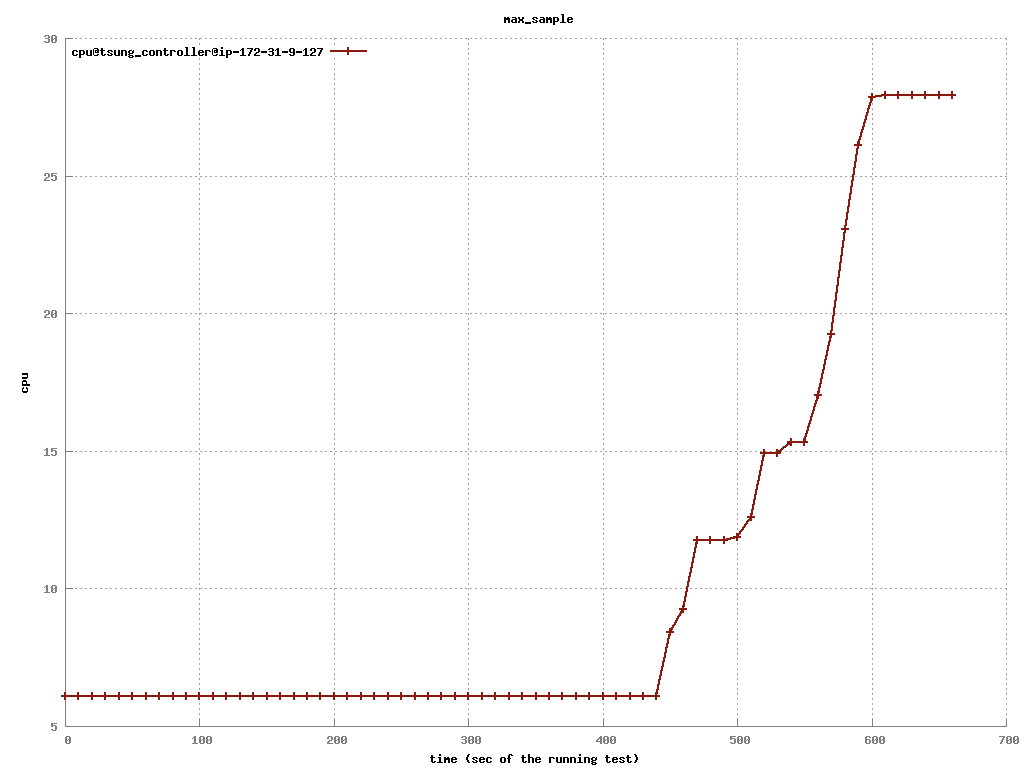 max_sample
30
cpu@tsung_controller@ip-172-31-9-127
25
20
cpu
15
10
5
0 100 200 300 400 500 600 700
time (sec of the running test)